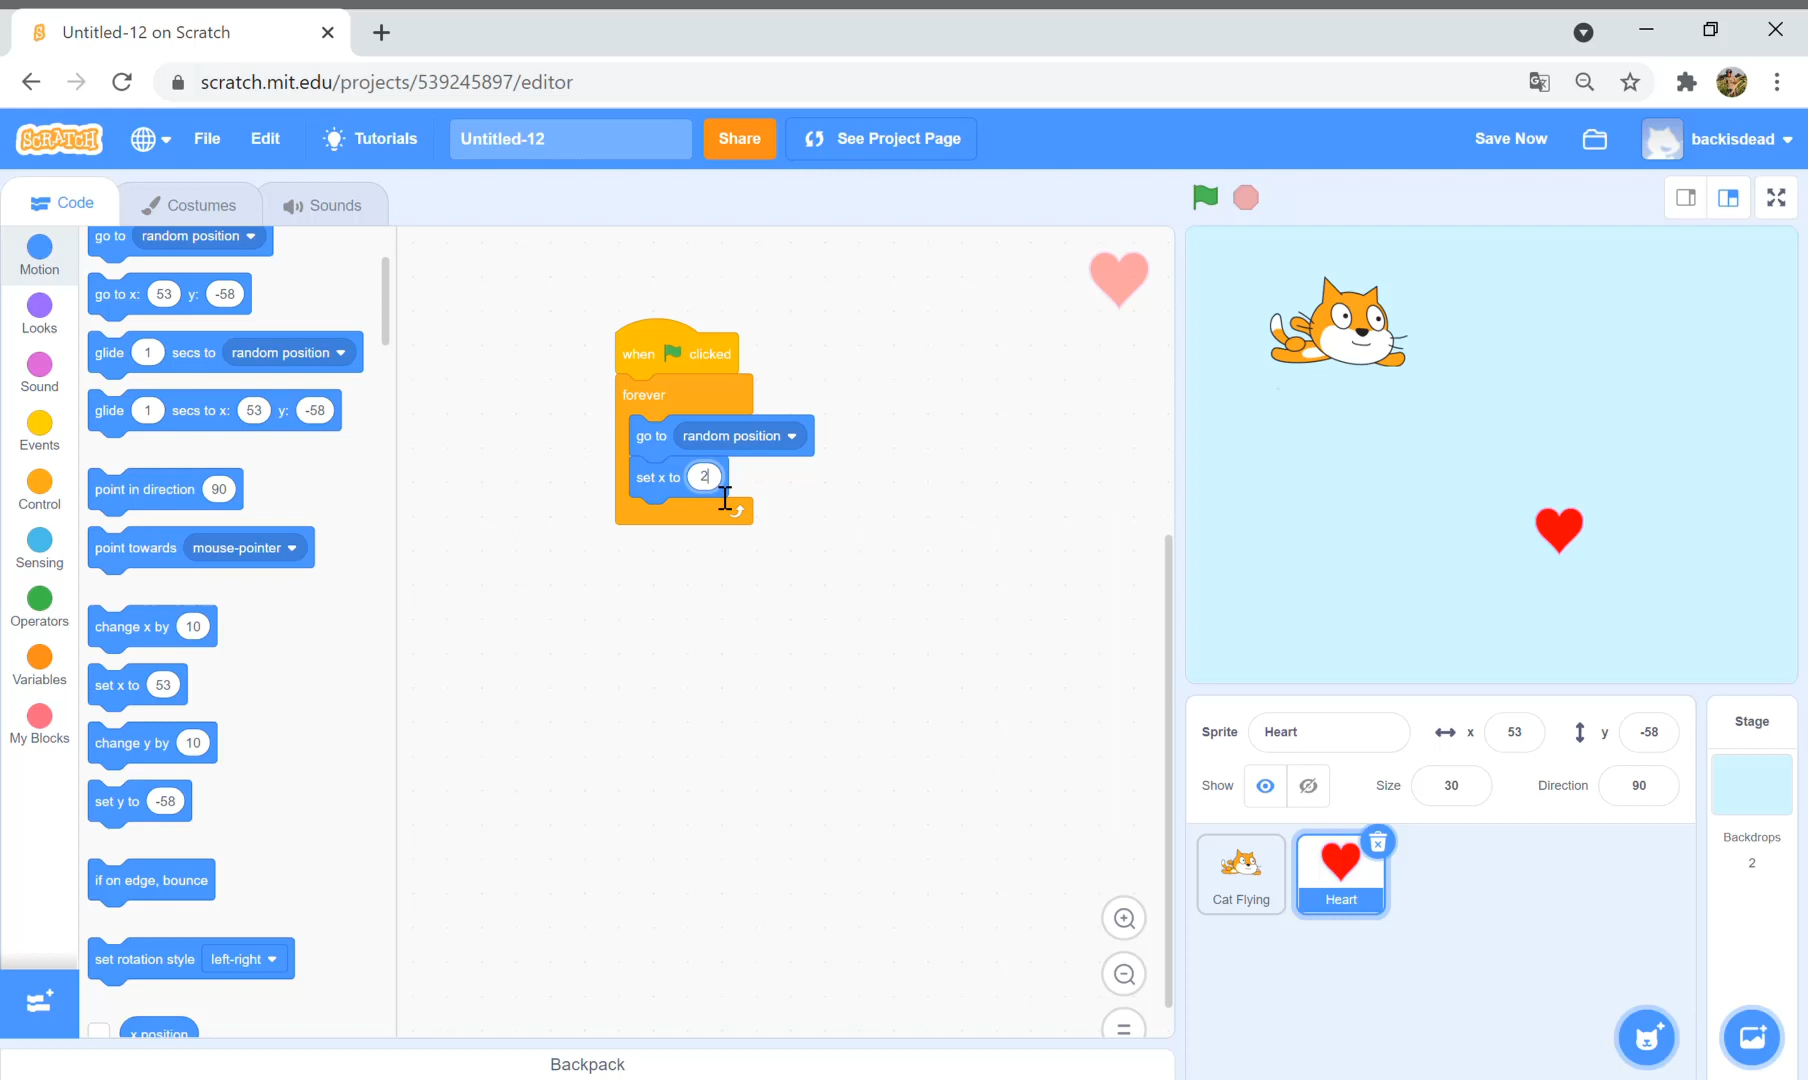 Untitled-12 on Scratch
scratch.mit.edu/projects/539245897/editor
SCRATCH File Edit Tutorials Untitled-12 Share See Project Page Save Now backisdead
Code Costumes Sounds
Motion
Looks
Sound
Events
Control
Sensing
Operators
Variables
My Blocks
go to random position
go to x: 53 y: -58
glide 1 secs to random position
glide 1 secs to x: 53 y: -58
point in direction 90
point towards mouse-pointer
change x by 10
set x to 53
change y by 10
set y to -58
if on edge, bounce
set rotation style left-right
x position
when clicked
forever
go to random position
set x to 2
Backpack
Sprite Heart x 53 y -58
Show Size 30 Direction 90
Cat Flying
Heart
Stage
Backdrops
2